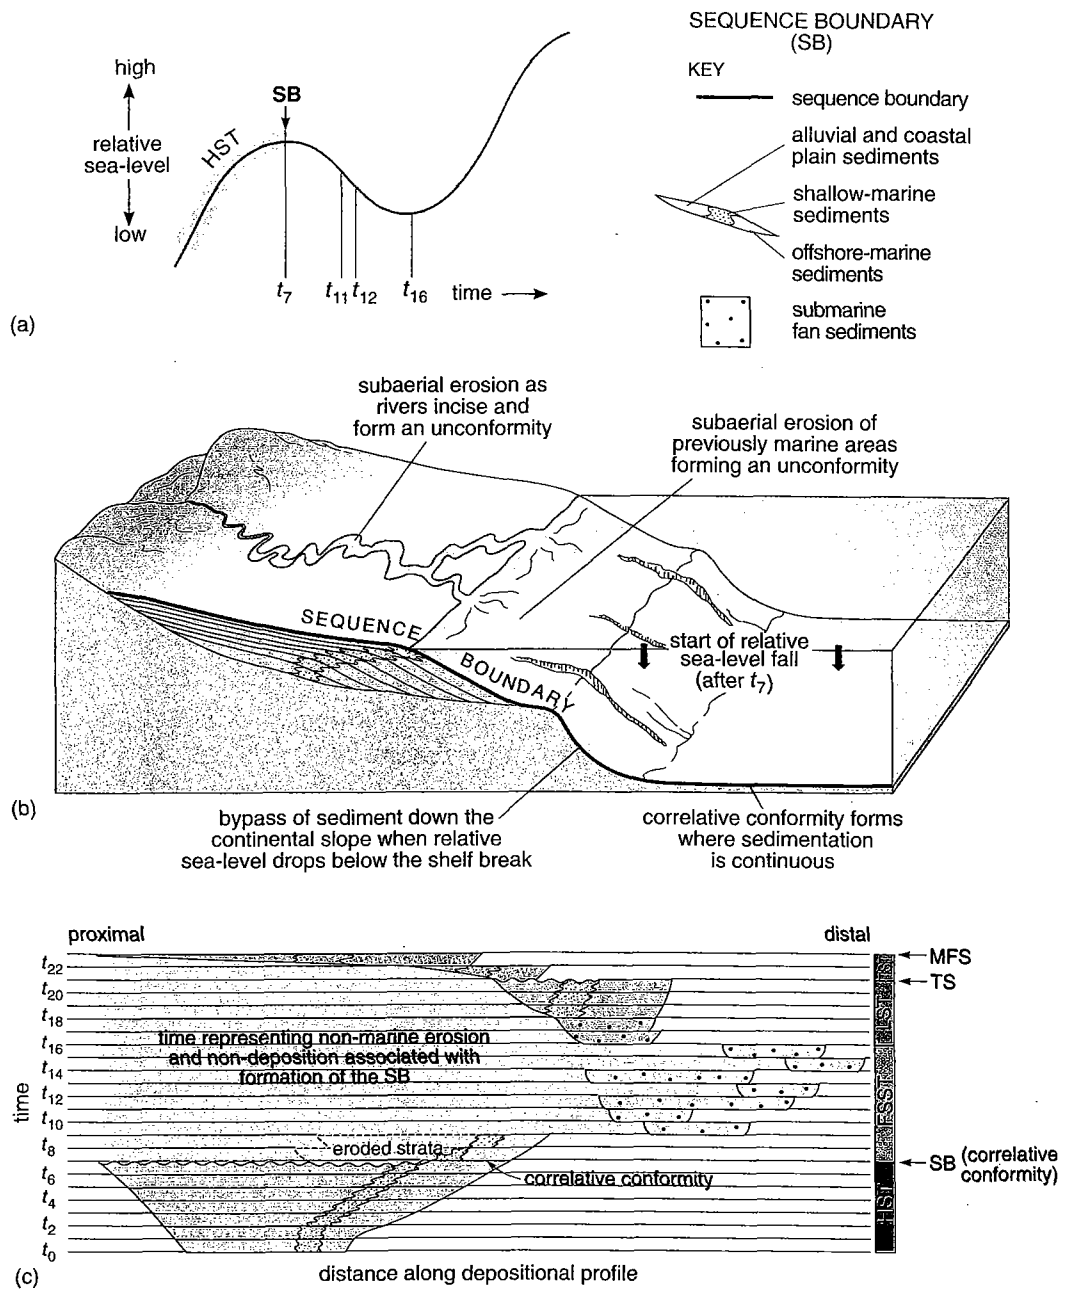 SEQUENCE BOUNDARY
(SB)
KEY
sequence boundary
alluvial and coastal
plain sediments
shallow-marine
sediments
offshore-marine
sediments
submarine
fan sediments
high
relative
sea-level
low
HST
SB
t7
t11
t12
t16
time
(a)
subaerial erosion as
rivers incise and
form an unconformity
subaerial erosion of
previously marine areas
forming an unconformity
SEQUENCE
BOUNDARY
start of relative
sea-level fall
(after t7)
(b)
bypass of sediment down the
continental slope when relative
sea-level drops below the shelf break
correlative conformity forms
where sedimentation
is continuous
proximal
distal
time
t22
t20
t18
t16
t14
t12
t10
t8
t6
t4
t2
t0
time representing non-marine erosion
and non-deposition associated with
formation of the SB
eroded strata
correlative conformity
MFS
TS
SB (correlative
conformity)
TST
LST
FSST
HST
(c)
distance along depositional profile